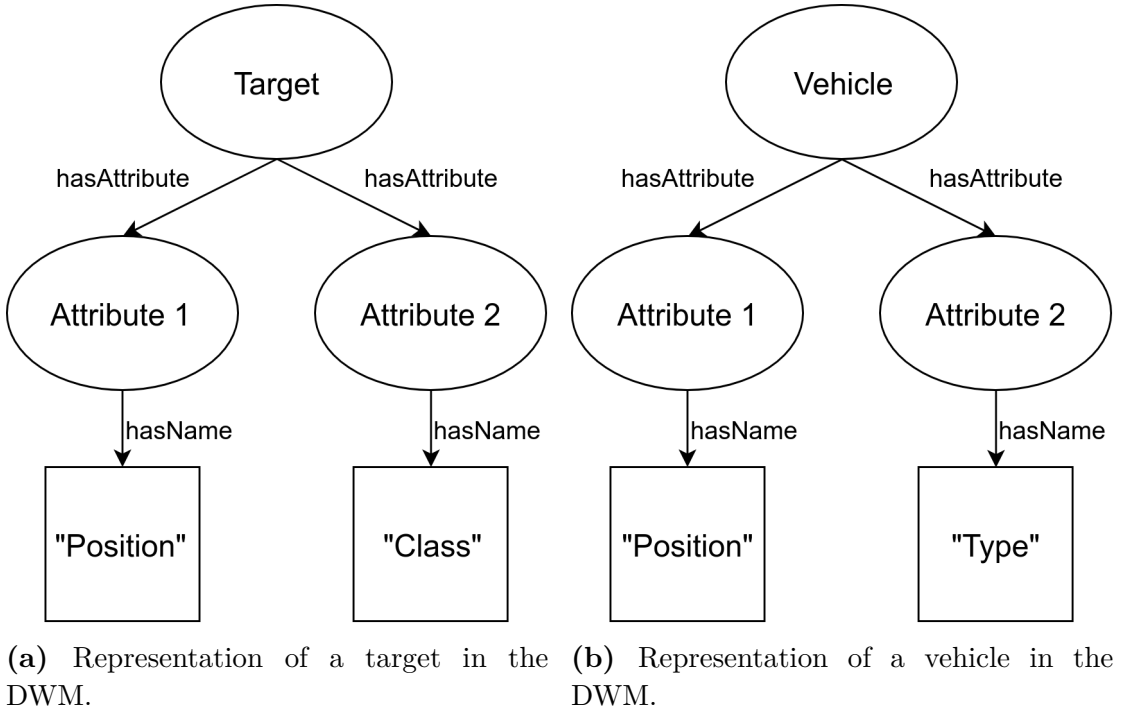 Target
hasAttribute
hasAttribute
Attribute 1
Attribute 2
hasName
hasName
"Position"
"Class"
(a) Representation of a target in the
DWM.
Vehicle
hasAttribute
hasAttribute
Attribute 1
Attribute 2
hasName
hasName
"Position"
"Type"
(b) Representation of a vehicle in the
DWM.